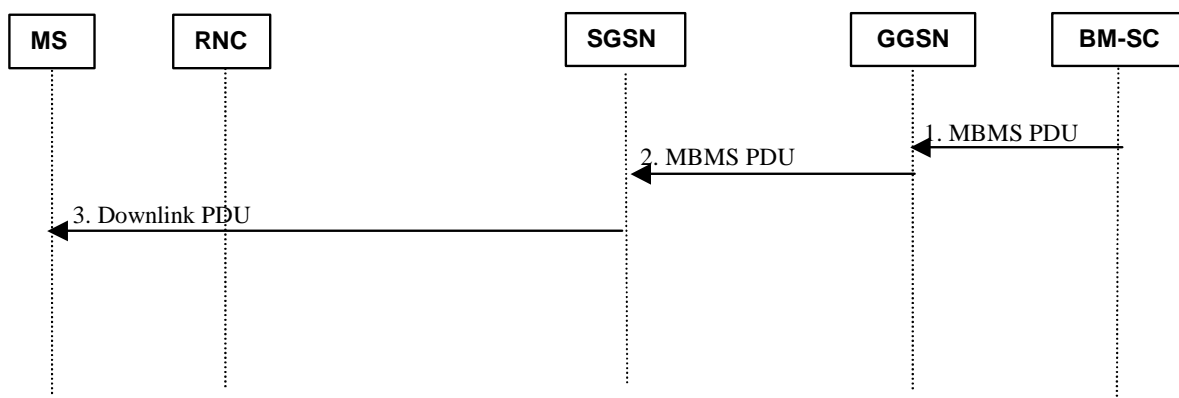 MS
RNC
SGSN
GGSN
BM-SC
1. MBMS PDU
2. MBMS PDU
3. Downlink PDU